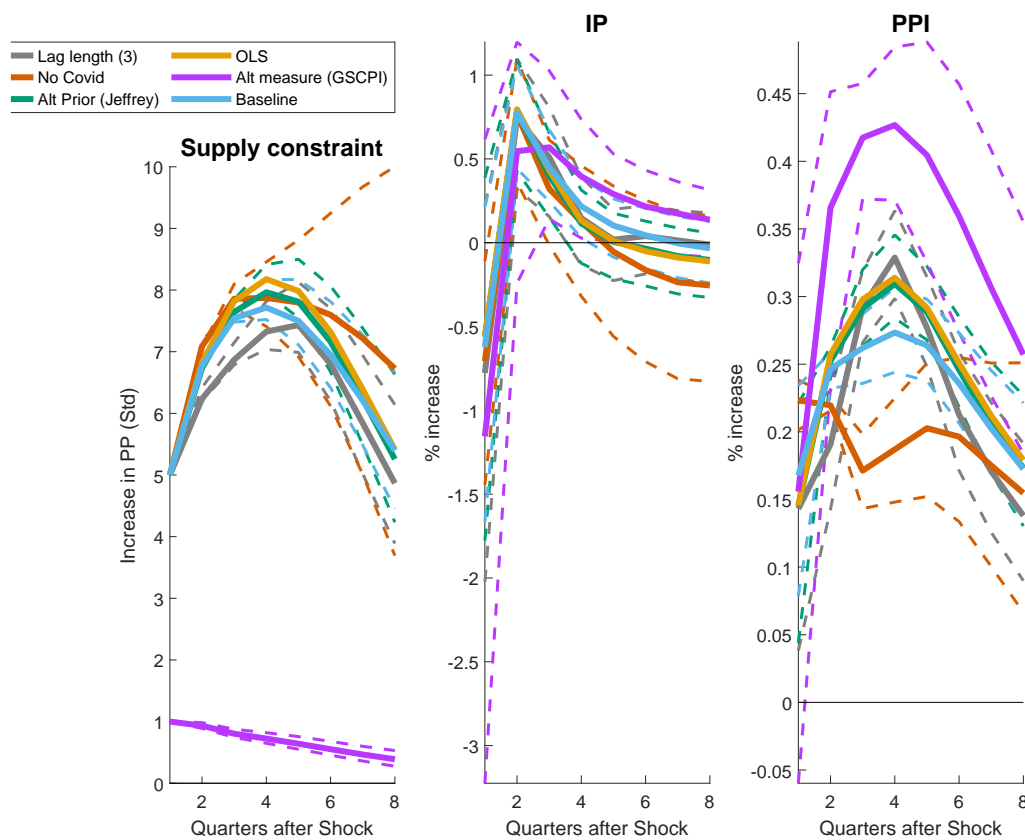 Lag length (3)
No Covid
Alt Prior (Jeffrey)
OLS
Alt measure (GSCPI)
Baseline
Supply constraint
Increase in PP (Std)
10
9
8
7
6
5
4
3
2
1
0
2
4
6
8
Quarters after Shock
IP
% increase
1
0.5
0
-0.5
-1
-1.5
-2
-2.5
-3
2
4
6
8
Quarters after Shock
PPI
% increase
0.45
0.4
0.35
0.3
0.25
0.2
0.15
0.1
0.05
0
-0.05
2
4
6
8
Quarters after Shock